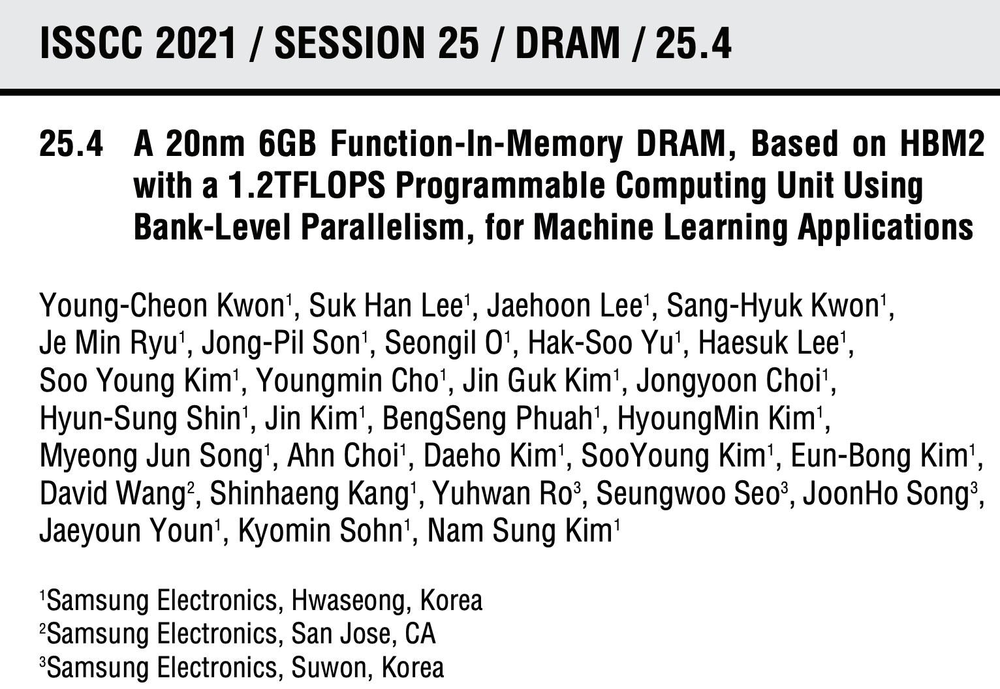 ISSCC 2021 / SESSION 25 / DRAM / 25.4
25.4 A 20nm 6GB Function-In-Memory DRAM, Based on HBM2
with a 1.2TFLOPS Programmable Computing Unit Using
Bank-Level Parallelism, for Machine Learning Applications
Young-Cheon Kwon¹, Suk Han Lee¹, Jaehoon Lee¹, Sang-Hyuk Kwon¹,
Je Min Ryu¹, Jong-Pil Son¹, Seongil O¹, Hak-Soo Yu¹, Haesuk Lee¹,
Soo Young Kim¹, Youngmin Cho¹, Jin Guk Kim¹, Jongyoon Choi¹,
Hyun-Sung Shin¹, Jin Kim¹, BengSeng Phuah¹, HyoungMin Kim¹,
Myeong Jun Song¹, Ahn Choi¹, Daeho Kim¹, SooYoung Kim¹, Eun-Bong Kim¹,
David Wang², Shinhaeng Kang¹, Yuhwan Ro³, Seungwoo Seo³, JoonHo Song³,
Jaeyoun Youn¹, Kyomin Sohn¹, Nam Sung Kim¹
¹Samsung Electronics, Hwaseong, Korea
²Samsung Electronics, San Jose, CA
³Samsung Electronics, Suwon, Korea